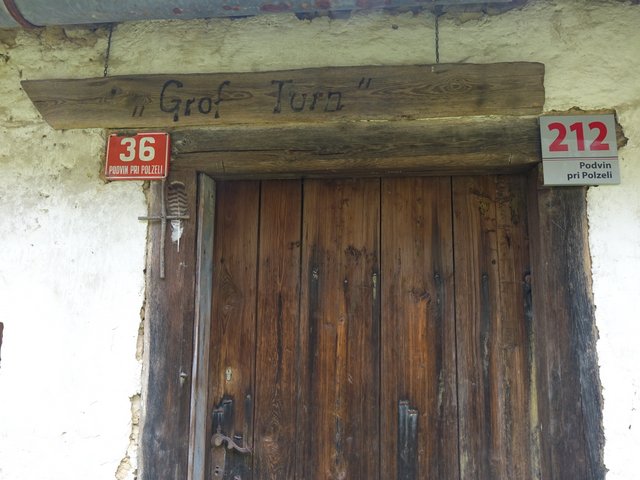 „Grof Turn“
36
PODVIN PRI POLZELI
212
Podvin
pri Polzeli